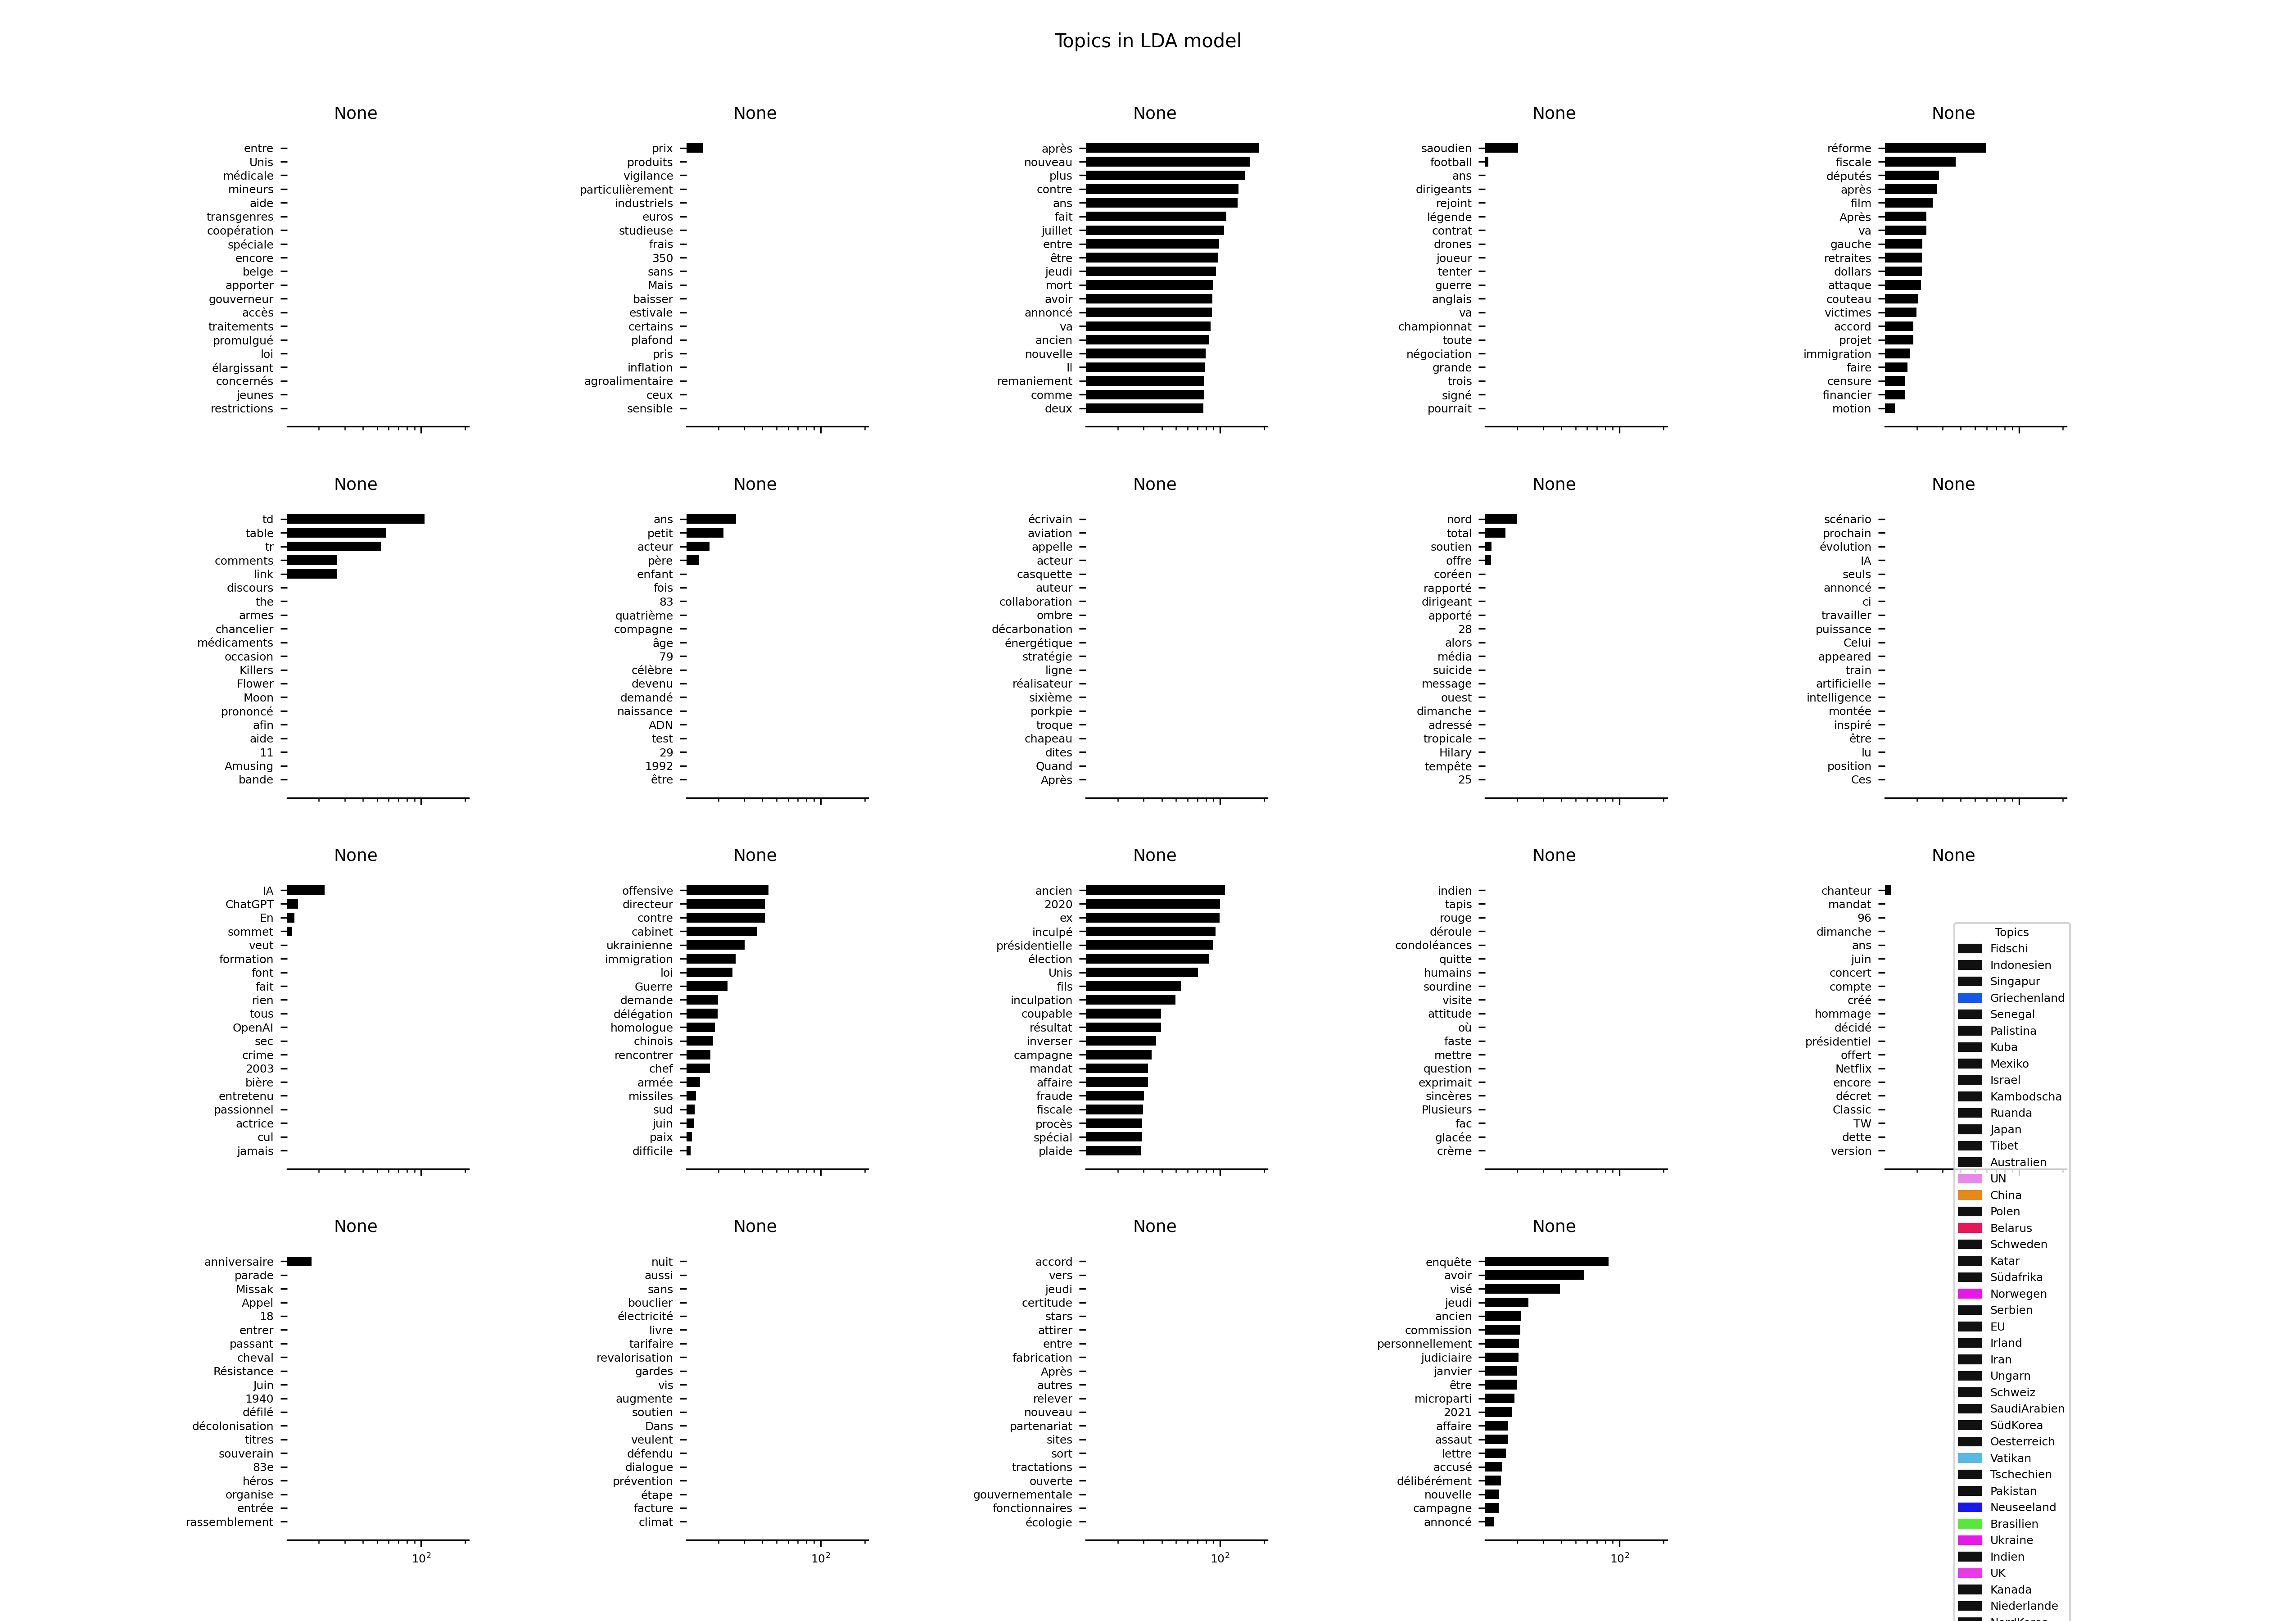 Topics in LDA model
None
entre
Unis
médicale
mineurs
aide
transgenres
coopération
spéciale
encore
belge
apporter
gouverneur
accès
traitements
promulgué
loi
élargissant
concernés
jeunes
restrictions
None
prix
produits
vigilance
particulièrement
industriels
euros
studieuse
frais
350
sans
Mais
baisser
estivale
certains
plafond
pris
inflation
agroalimentaire
ceux
sensible
None
après
nouveau
plus
contre
ans
fait
juillet
entre
être
jeudi
mort
avoir
annoncé
va
ancien
nouvelle
Il
remaniement
comme
deux
None
saoudien
football
ans
dirigeants
rejoint
légende
contrat
drones
joueur
tenter
guerre
anglais
va
championnat
toute
négociation
grande
trois
signé
pourrait
None
réforme
fiscale
députés
après
film
Après
va
gauche
retraites
dollars
attaque
couteau
victimes
accord
projet
immigration
faire
censure
financier
motion
None
td
table
tr
comments
link
discours
the
armes
chancelier
médicaments
occasion
Killers
Flower
Moon
prononcé
afin
aide
11
Amusing
bande
None
ans
petit
acteur
père
enfant
fois
83
quatrième
compagne
âge
79
célèbre
devenu
demandé
naissance
ADN
test
29
1992
être
None
écrivain
aviation
appelle
acteur
casquette
auteur
collaboration
ombre
décarbonation
énergétique
stratégie
ligne
réalisateur
sixième
porkpie
troque
chapeau
dites
Quand
Après
None
nord
total
soutien
offre
coréen
rapporté
dirigeant
apporté
28
alors
média
suicide
message
ouest
dimanche
adressé
tropicale
Hilary
tempête
25
None
scénario
prochain
évolution
IA
seuls
annoncé
ci
travailler
puissance
Celui
appeared
train
artificielle
intelligence
montée
inspiré
être
lu
position
Ces
None
IA
ChatGPT
En
sommet
veut
formation
font
fait
rien
tous
OpenAI
sec
crime
2003
bière
entretenu
passionnel
actrice
cul
jamais
None
offensive
directeur
contre
cabinet
ukrainienne
immigration
loi
Guerre
demande
délégation
homologue
chinois
rencontrer
chef
armée
missiles
sud
juin
paix
difficile
None
ancien
2020
ex
inculpé
présidentielle
élection
Unis
fils
inculpation
coupable
résultat
inverser
campagne
mandat
affaire
fraude
fiscale
procès
spécial
plaide
None
indien
tapis
rouge
déroule
condoléances
quitte
humains
sourdine
visite
attitude
où
faste
mettre
question
exprimait
sincères
Plusieurs
fac
glacée
crème
None
chanteur
mandat
96
dimanche
ans
juin
concert
compte
créé
hommage
décidé
présidentiel
offert
Netflix
encore
décret
Classic
TW
dette
version
None
anniversaire
parade
Missak
Appel
18
entrer
passant
cheval
Résistance
Juin
1940
défilé
décolonisation
titres
souverain
83e
héros
organise
entrée
rassemblement
10²
None
nuit
aussi
sans
bouclier
électricité
livre
tarifaire
revalorisation
gardes
vis
augmente
soutien
Dans
veulent
défendu
dialogue
prévention
étape
facture
climat
10²
None
accord
vers
jeudi
certitude
stars
attirer
entre
fabrication
Après
autres
relever
nouveau
partenariat
sites
sort
tractations
ouverte
gouvernementale
fonctionnaires
écologie
10²
None
enquête
avoir
visé
jeudi
ancien
commission
personnellement
judiciaire
janvier
être
microparti
2021
affaire
assaut
lettre
accusé
délibérément
nouvelle
campagne
annoncé
10²
Topics
Fidschi
Indonesien
Singapur
Griechenland
Senegal
Palistina
Kuba
Mexiko
Israel
Kambodscha
Ruanda
Japan
Tibet
Australien
UN
China
Polen
Belarus
Schweden
Katar
Südafrika
Norwegen
Serbien
EU
Irland
Iran
Ungarn
Schweiz
SaudiArabien
SüdKorea
Oesterreich
Vatikan
Tschechien
Pakistan
Neuseeland
Brasilien
Ukraine
Indien
UK
Kanada
Niederlande